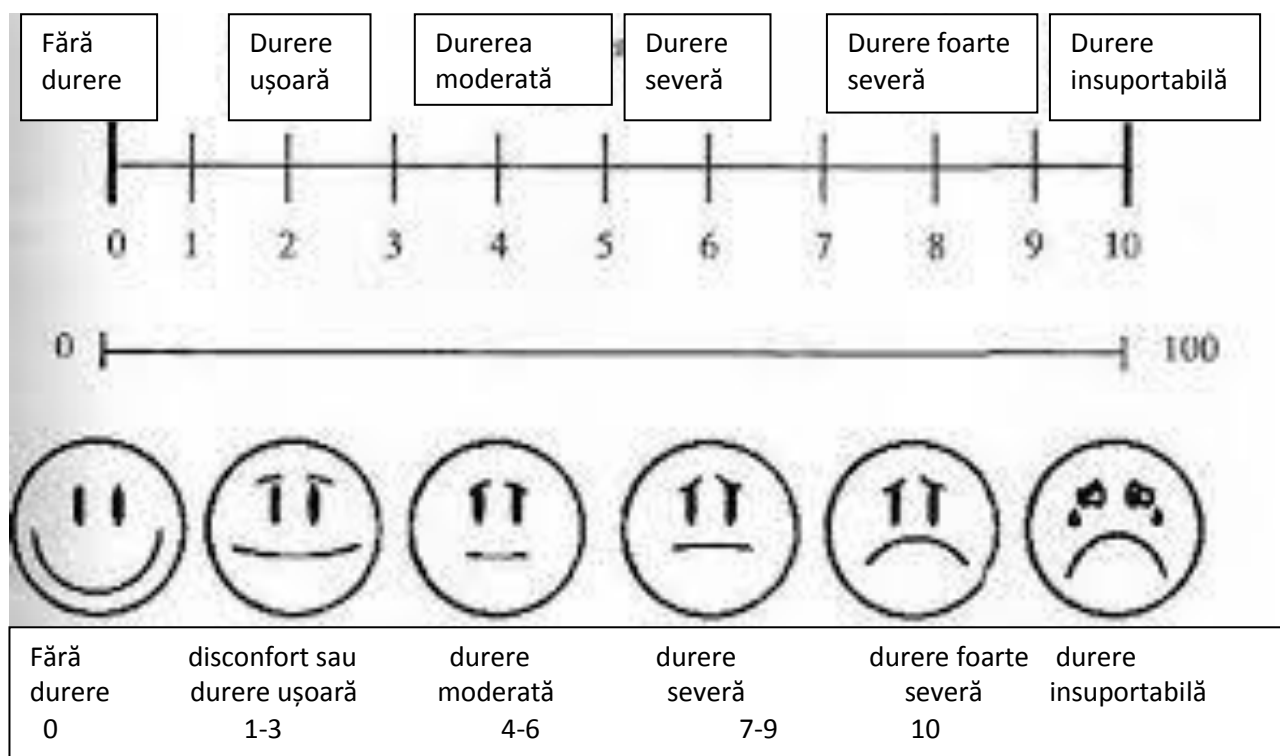 Fără
durere
Durere
ușoară
Durerea
moderată
Durere
severă
Durere foarte
severă
Durere
insuportabilă
0 1 2 3 4 5 6 7 8 9 10
0 100
Fără disconfort sau durere durere durere foarte durere
durere durere ușoară moderată severă severă insuportabilă
0 1-3 4-6 7-9 10